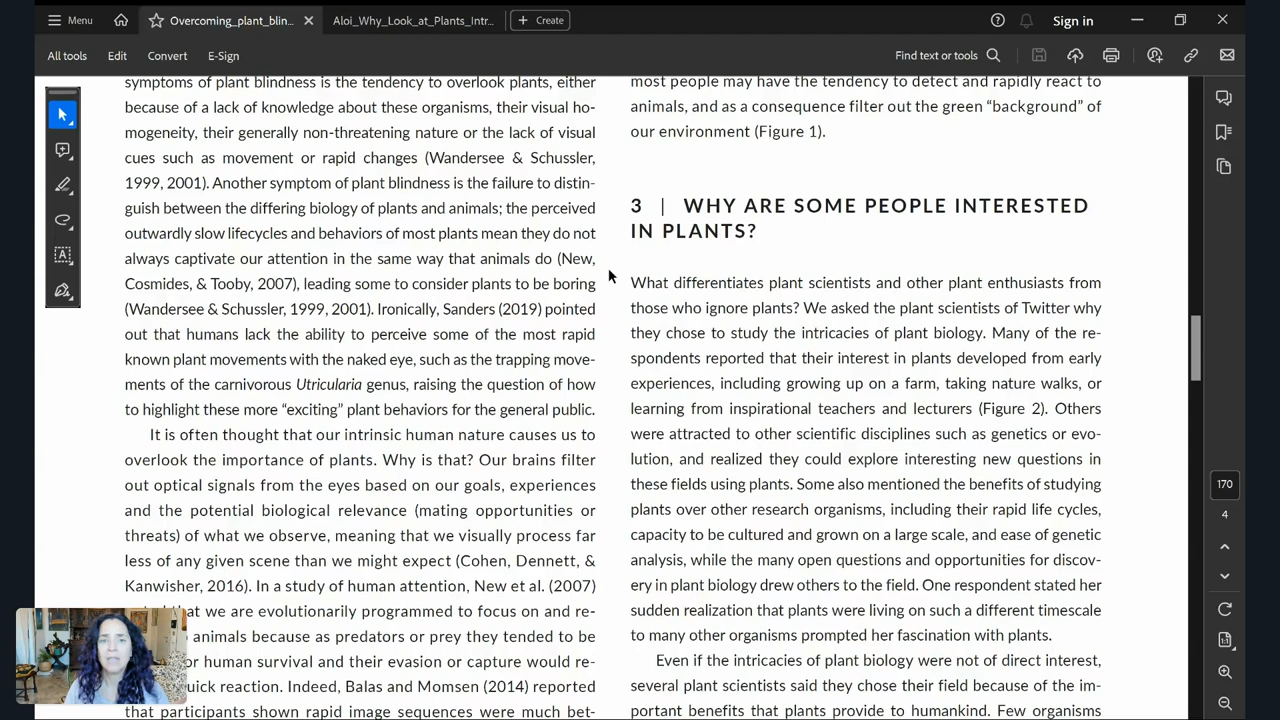 Menu
Overcoming_plant_blin...
Aloi_Why_Look_at_Plants_Intr...
Create
Sign in
All tools
Edit
Convert
E-Sign
Find text or tools
symptoms of plant blindness is the tendency to overlook plants, either
because of a lack of knowledge about these organisms, their visual ho-
mogeneity, their generally non-threatening nature or the lack of visual
cues such as movement or rapid changes (Wandersee & Schussler,
1999, 2001). Another symptom of plant blindness is the failure to distin-
guish between the differing biology of plants and animals; the perceived
outwardly slow lifecycles and behaviors of most plants mean they do not
always captivate our attention in the same way that animals do (New,
Cosmides, & Tooby, 2007), leading some to consider plants to be boring
(Wandersee & Schussler, 1999, 2001). Ironically, Sanders (2019) pointed
out that humans lack the ability to perceive some of the most rapid
known plant movements with the naked eye, such as the trapping move-
ments of the carnivorous Utricularia genus, raising the question of how
to highlight these more “exciting” plant behaviors for the general public.
It is often thought that our intrinsic human nature causes us to
overlook the importance of plants. Why is that? Our brains filter
out optical signals from the eyes based on our goals, experiences
and the potential biological relevance (mating opportunities or
threats) of what we observe, meaning that we visually process far
less of any given scene than we might expect (Cohen, Dennett, &
Kanwisher, 2016). In a study of human attention, New et al. (2007)
that we are evolutionarily programmed to focus on and re-
animals because as predators or prey they tended to be
or human survival and their evasion or capture would re-
quick reaction. Indeed, Balas and Momsen (2014) reported
that participants shown rapid image sequences were much bet-
most people may have the tendency to detect and rapidly react to
animals, and as a consequence filter out the green “background” of
our environment (Figure 1).
3 | WHY ARE SOME PEOPLE INTERESTED
IN PLANTS?
What differentiates plant scientists and other plant enthusiasts from
those who ignore plants? We asked the plant scientists of Twitter why
they chose to study the intricacies of plant biology. Many of the re-
spondents reported that their interest in plants developed from early
experiences, including growing up on a farm, taking nature walks, or
learning from inspirational teachers and lecturers (Figure 2). Others
were attracted to other scientific disciplines such as genetics or evo-
lution, and realized they could explore interesting new questions in
these fields using plants. Some also mentioned the benefits of studying
plants over other research organisms, including their rapid life cycles,
capacity to be cultured and grown on a large scale, and ease of genetic
analysis, while the many open questions and opportunities for discov-
ery in plant biology drew others to the field. One respondent stated her
sudden realization that plants were living on such a different timescale
to many other organisms prompted her fascination with plants.
Even if the intricacies of plant biology were not of direct interest,
several plant scientists said they chose their field because of the im-
portant benefits that plants provide to humankind. Few organisms
170
4